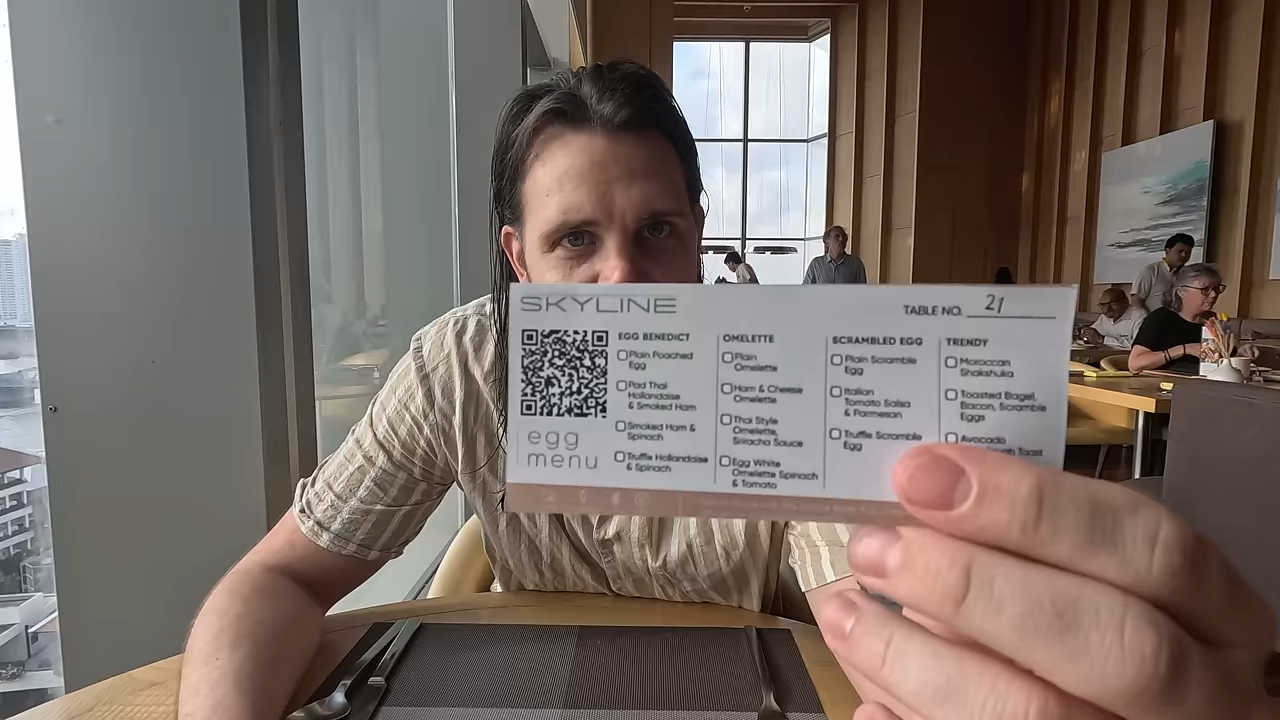 SKYLINE
TABLE NO. 21
egg
menu
EGG BENEDICT
Plain Poached
Egg
Pad Thai
Hollandaise
& Smoked Ham
Smoked Ham &
Spinach
Truffle Hollandaise
& Spinach
OMELETTE
Plain
Omelette
Ham & Cheese
Omelette
Thai Style
Omelette,
Sriracha Sauce
Egg White
Omelette Spinach
& Tomato
SCRAMBLED EGG
Plain Scramble
Egg
Italian
Tomato Salsa
& Parmesan
Truffle Scramble
Egg
TRENDY
Moroccan
Shakshuka
Toasted Bagel,
Bacon, Scramble
Eggs
Avocado
Toast